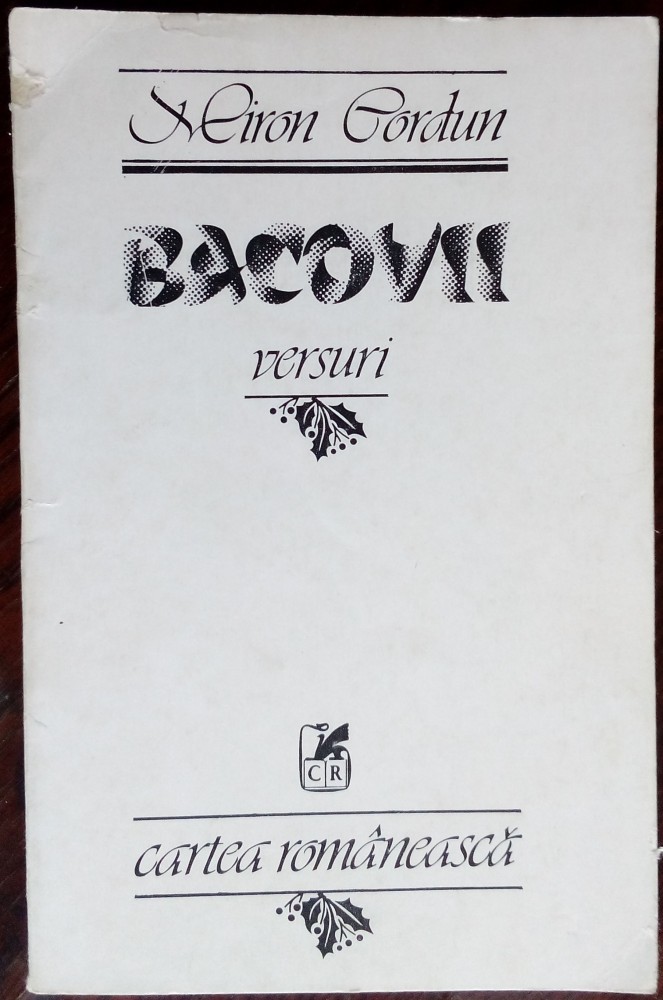 Miron Cordun
BACOVII
versuri
CR
cartea românească